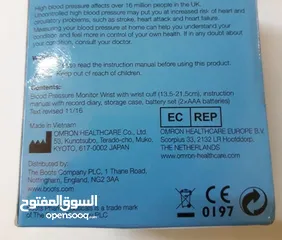 High blood pressure affects over 16 million people in the UK.
Uncontrolled high blood pressure may put you at increased risk of heart and
circulatory problems, such as stroke, heart attack and heart failure.
Measuring your blood pressure at home can help you understand your
condition and feel more in control of your own health. If in any doubt about
your condition, consult your doctor.
read the instruction manual before using this product.
Keep out of reach of children.
Blood Pressure Monitor Wrist with wrist cuff (13.5-21.5cm), instruction
manual with record diary, storage case, battery set (2xAAA batteries)
Text revised 11/16
Made in Vietnam
OMRON HEALTHCARE Co., Ltd.
53, Kunotsubo, Terado-cho, Muko,
KYOTO, 617-0002 JAPAN
EC REP
OMRON HEALTHCARE EUROPE B.V.
Scorpius 33, 2132 LR Hoofddorp,
THE NETHERLANDS
www.omron-healthcare.com
Distributed by:
The Boots Company PLC, 1 Thane Road,
Nottingham, England, NG2 3AA
www.boots.com
is a trade mark
of The Boots Company PLC
CE
0197
السوق المفتوح
opensooq.com